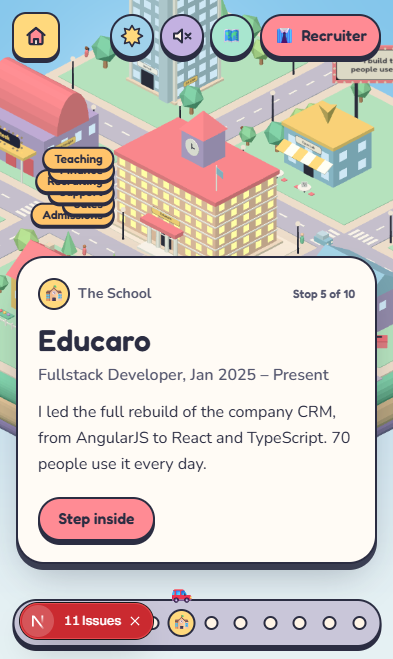 Recruiter
people use
Teaching
Admissions
The School
Stop 5 of 10
Educaro
Fullstack Developer, Jan 2025 – Present
I led the full rebuild of the company CRM,
from AngularJS to React and TypeScript. 70
people use it every day.
Step inside
N
11 Issues